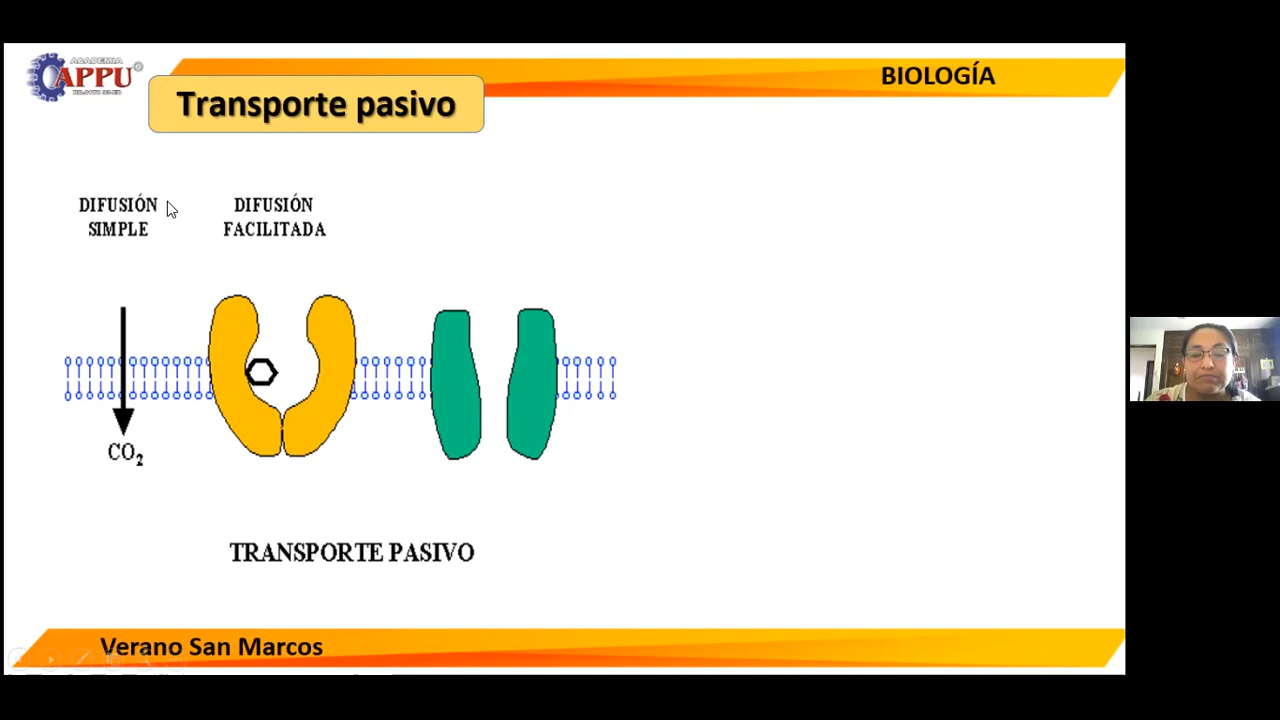 ACADEMIA
APPU
BIOLOGÍA
Transporte pasivo
DIFUSIÓN
SIMPLE
DIFUSIÓN
FACILITADA
CO2
TRANSPORTE PASIVO
Verano San Marcos